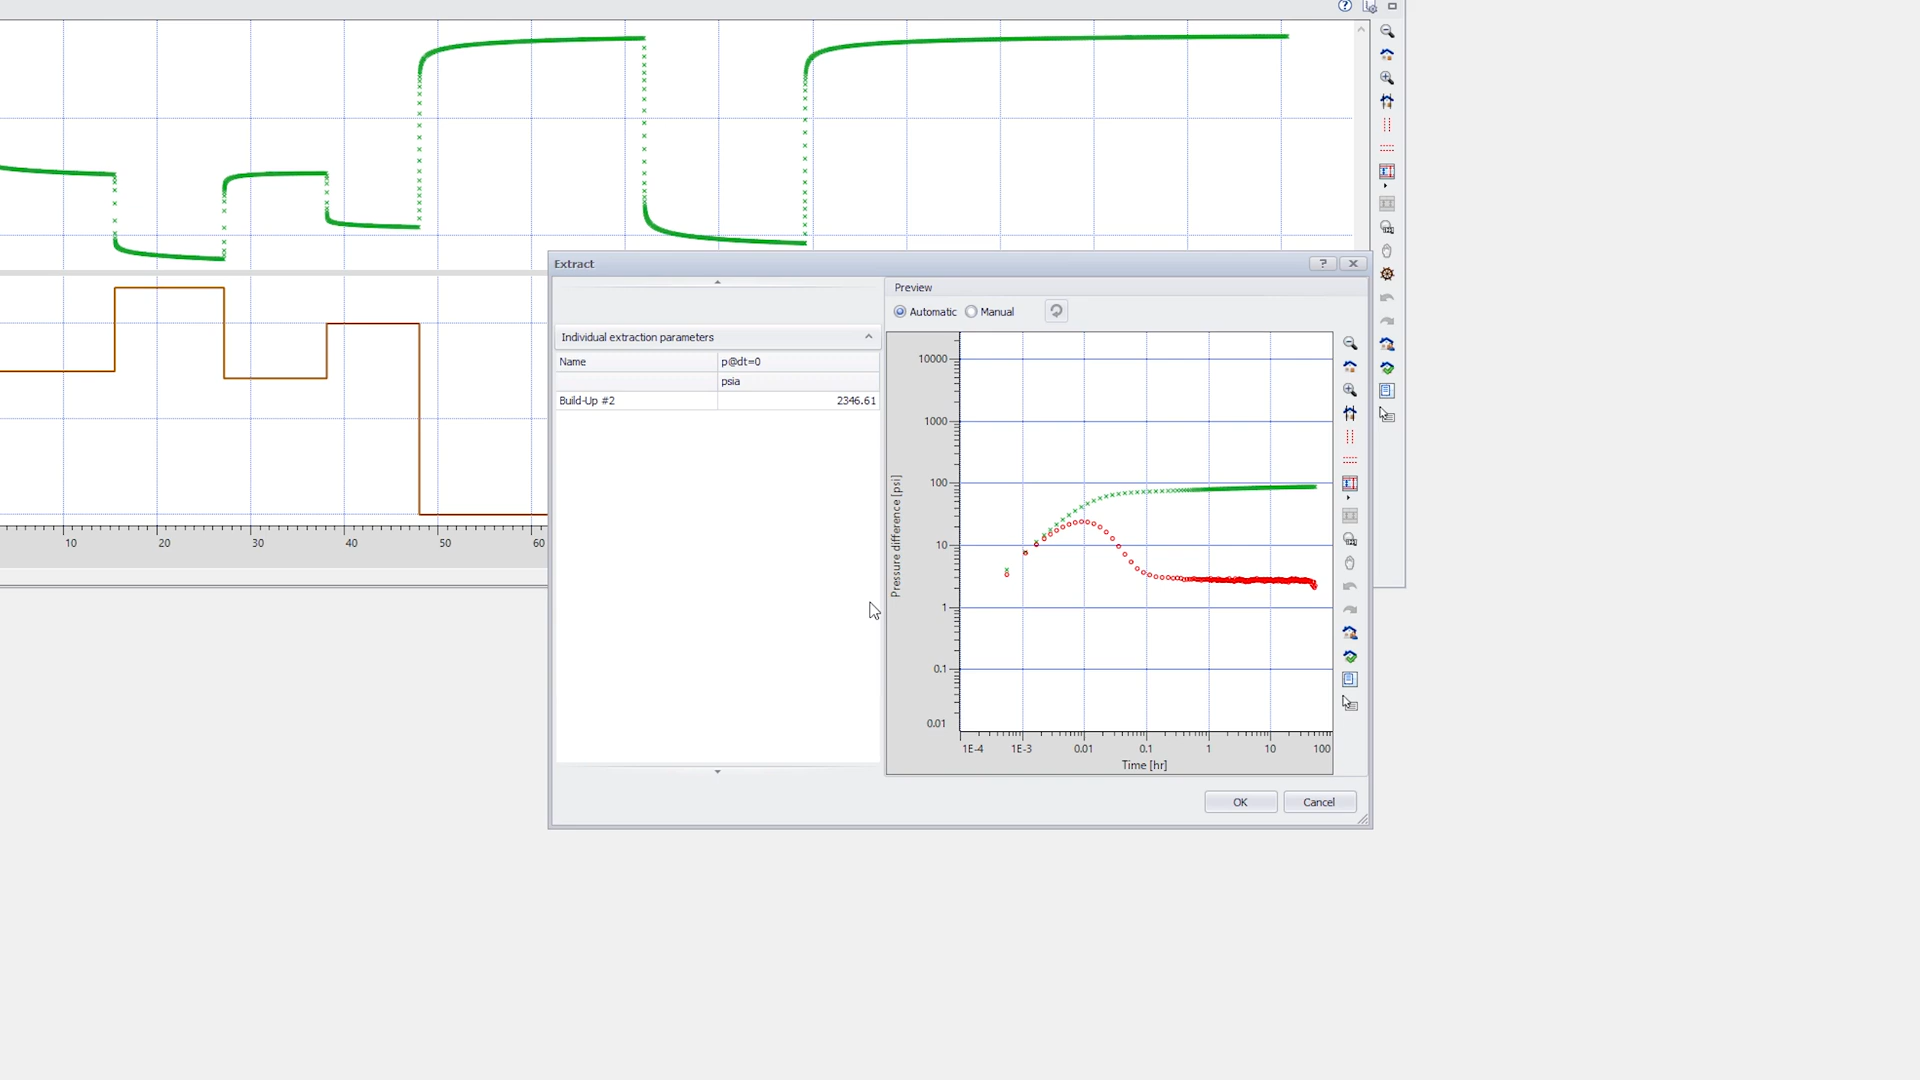 Extract
?
Preview
Automatic
Manual
Individual extraction parameters
Name
p@dt=0
psia
Build-Up #2
2346.61
10000
1000
100
10
1
0.1
0.01
Pressure difference [psi]
1E-4
1E-3
0.01
0.1
1
10
100
Time [hr]
OK
Cancel
10
20
30
40
50
60